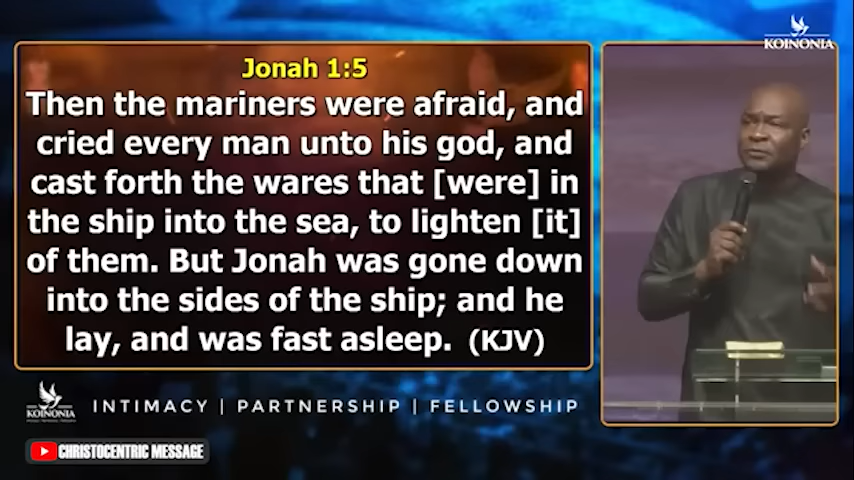 KOINONIA
Jonah 1:5
Then the mariners were afraid, and
cried every man unto his god, and
cast forth the wares that [were] in
the ship into the sea, to lighten [it]
of them. But Jonah was gone down
into the sides of the ship; and he
lay, and was fast asleep. (KJV)
KOINONIA
INTIMACY | PARTNERSHIP | FELLOWSHIP
CHRISTOCENTRIC MESSAGE